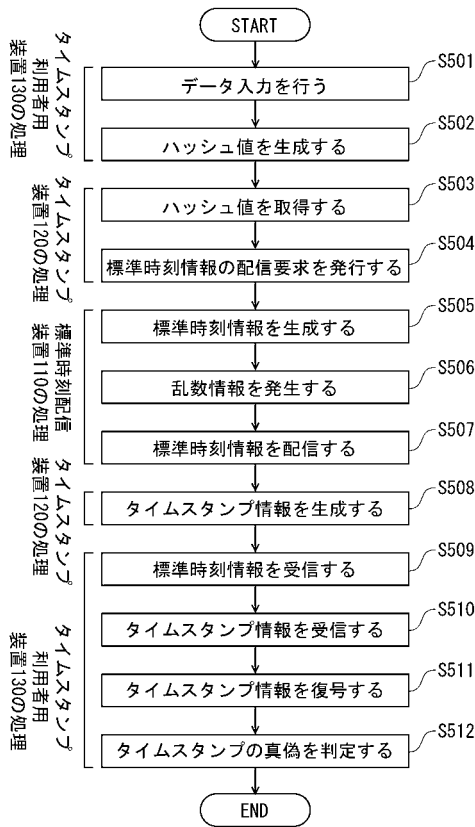 START
タイムスタンプ
利用者用
装置130の処理
データ入力を行う
S501
ハッシュ値を生成する
S502
タイムスタンプ
装置120の処理
ハッシュ値を取得する
S503
標準時刻情報の配信要求を発行する
S504
標準時刻配信
装置110の処理
標準時刻情報を生成する
S505
乱数情報を発生する
S506
標準時刻情報を配信する
S507
タイムスタンプ
装置120の処理
タイムスタンプ情報を生成する
S508
タイムスタンプ
利用者用
装置130の処理
標準時刻情報を受信する
S509
タイムスタンプ情報を受信する
S510
タイムスタンプ情報を復号する
S511
タイムスタンプの真偽を判定する
S512
END